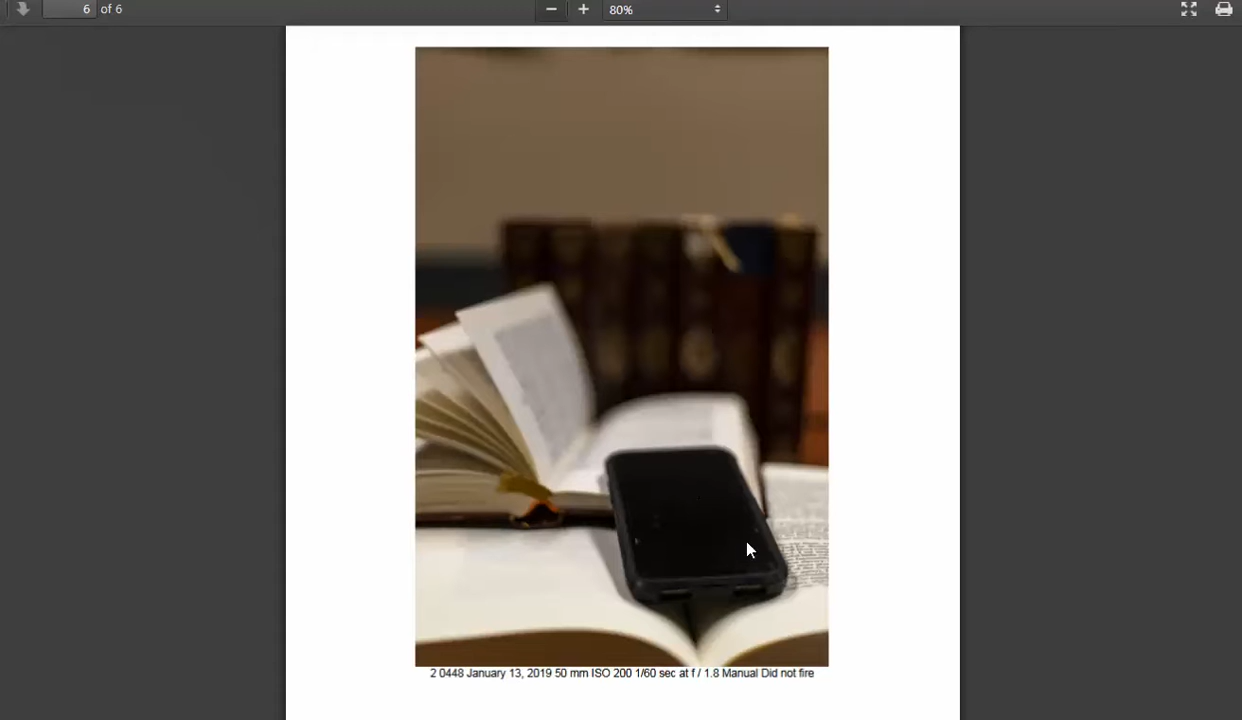 6 of 6
80%
2 0448 January 13, 2019 50 mm ISO 200 1/60 sec at f / 1.8 Manual Did not fire